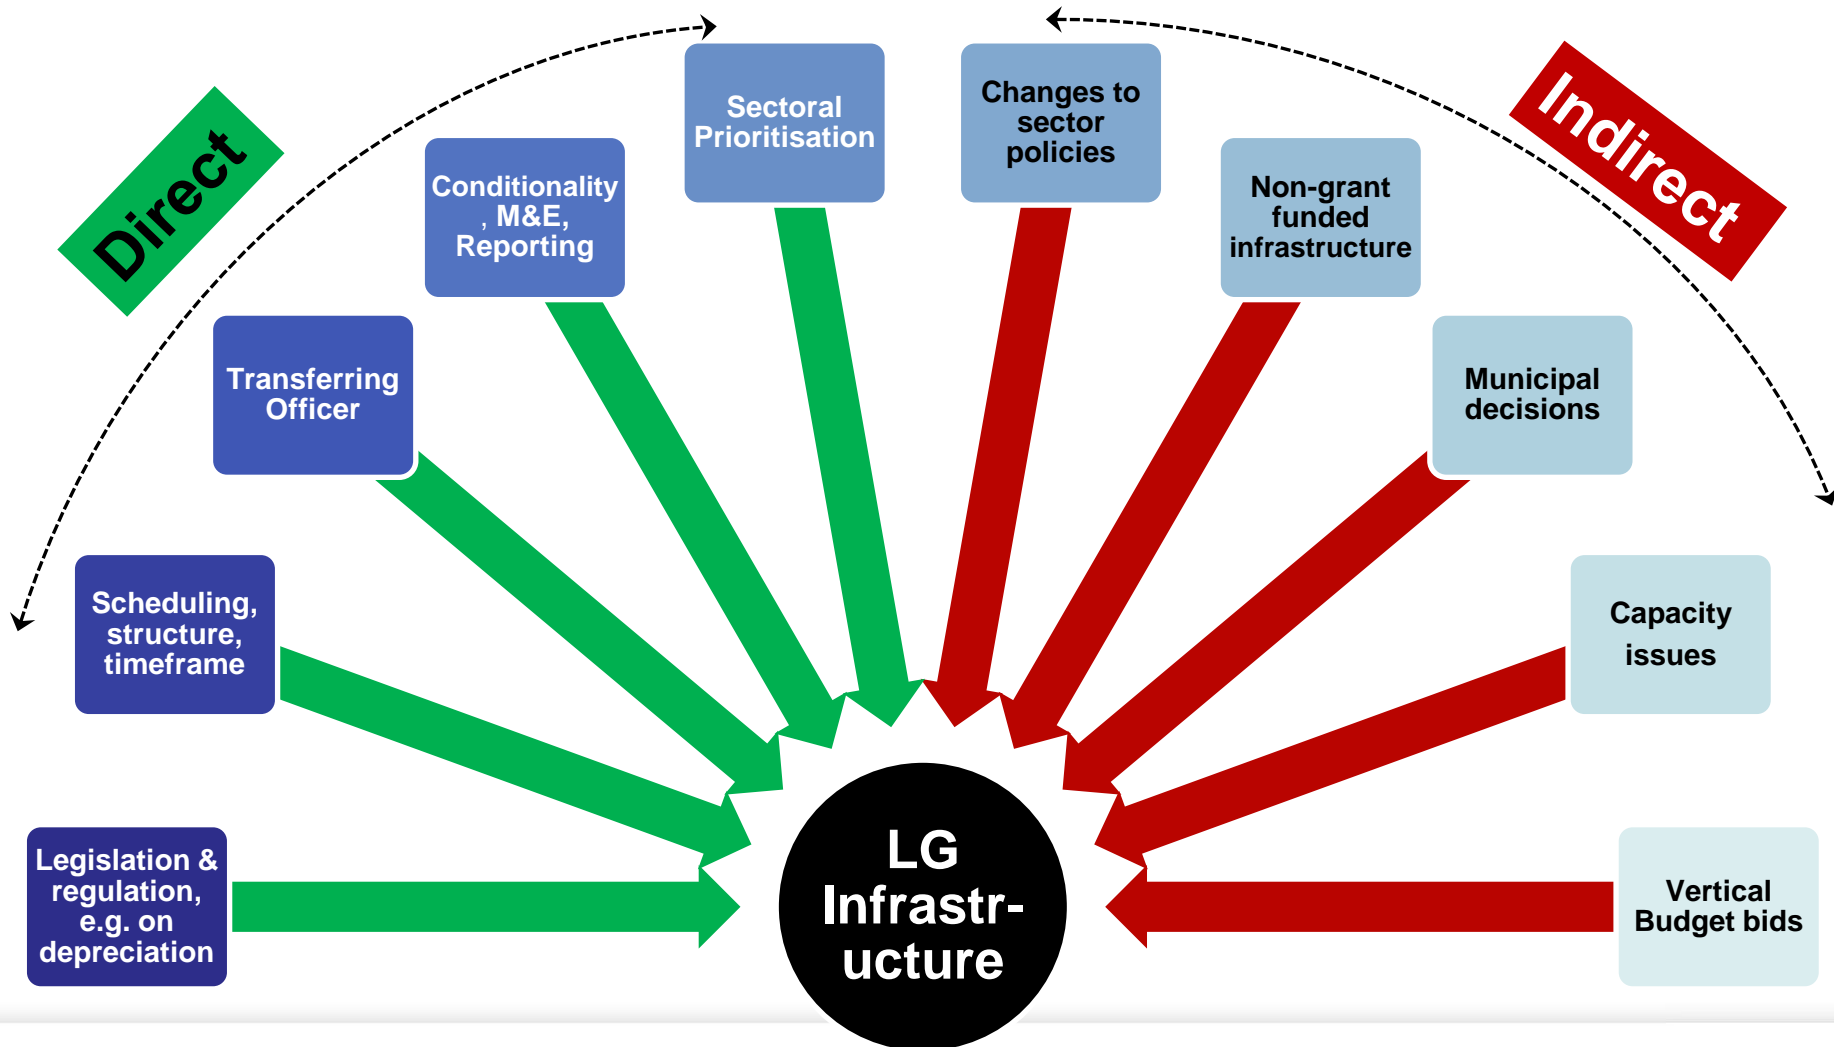 Direct
Indirect
Sectoral
Prioritisation
Changes to
sector
policies
Conditionality
, M&E,
Reporting
Non-grant
funded
infrastructure
Transferring
Officer
Municipal
decisions
Scheduling,
structure,
timeframe
Capacity
issues
Legislation &
regulation,
e.g. on
depreciation
LG
Infrastr-
ucture
Vertical
Budget bids